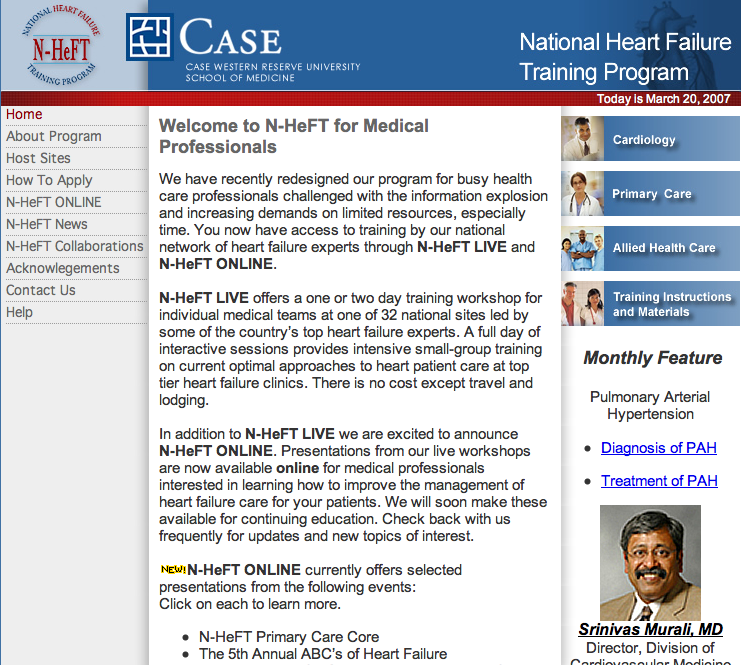 NATIONAL HEART FAILURE
N-HeFT
TRAINING PROGRAM
CASE
CASE WESTERN RESERVE UNIVERSITY
SCHOOL OF MEDICINE
National Heart Failure
Training Program
Today is March 20, 2007
Home
About Program
Host Sites
How To Apply
N-HeFT ONLINE
N-HeFT News
N-HeFT Collaborations
Acknowlegements
Contact Us
Help
Welcome to N-HeFT for Medical
Professionals
We have recently redesigned our program for busy health
care professionals challenged with the information explosion
and increasing demands on limited resources, especially
time. You now have access to training by our national
network of heart failure experts through N-HeFT LIVE and
N-HeFT ONLINE.
N-HeFT LIVE offers a one or two day training workshop for
individual medical teams at one of 32 national sites led by
some of the country's top heart failure experts. A full day of
interactive sessions provides intensive small-group training
on current optimal approaches to heart patient care at top
tier heart failure clinics. There is no cost except travel and
lodging.
In addition to N-HeFT LIVE we are excited to announce
N-HeFT ONLINE. Presentations from our live workshops
are now available online for medical professionals
interested in learning how to improve the management of
heart failure care for your patients. We will soon make these
available for continuing education. Check back with us
frequently for updates and new topics of interest.
NEW! N-HeFT ONLINE currently offers selected
presentations from the following events:
Click on each to learn more.
• N-HeFT Primary Care Core
• The 5th Annual ABC's of Heart Failure
Cardiology
Primary Care
Allied Health Care
Training Instructions
and Materials
Monthly Feature
Pulmonary Arterial
Hypertension
• Diagnosis of PAH
• Treatment of PAH
Srinivas Murali, MD
Director, Division of
Cardiovascular Medicine